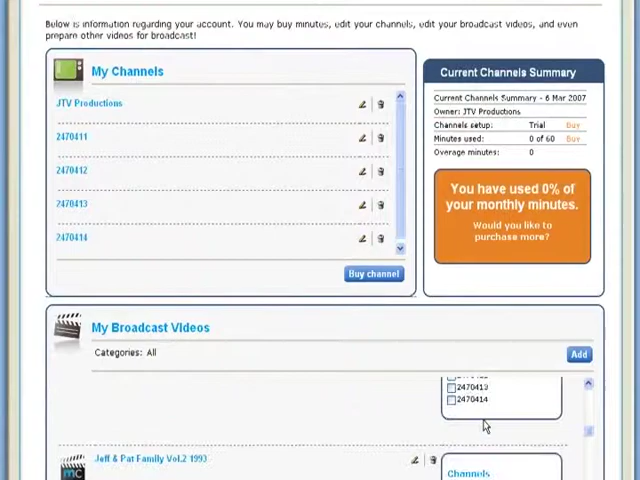 Below is information regarding your account. You may buy minutes, edit your channels, edit your broadcast videos, and even
prepare other videos for broadcast!
My Channels
JTV Productions
2470411
2470412
2470413
2470414
Buy channel
Current Channels Summary
Current Channels Summary - 6 Mar 2007
Owner: JTV Productions
Channels setup: Trial Buy
Minutes used: 0 of 60 Buy
Overage minutes: 0
You have used 0% of
your monthly minutes.
Would you like to
purchase more?
My Broadcast Videos
Categories: All
Add
2470413
2470414
Jeff & Pat Family Vol.2 1993
mc
Channels